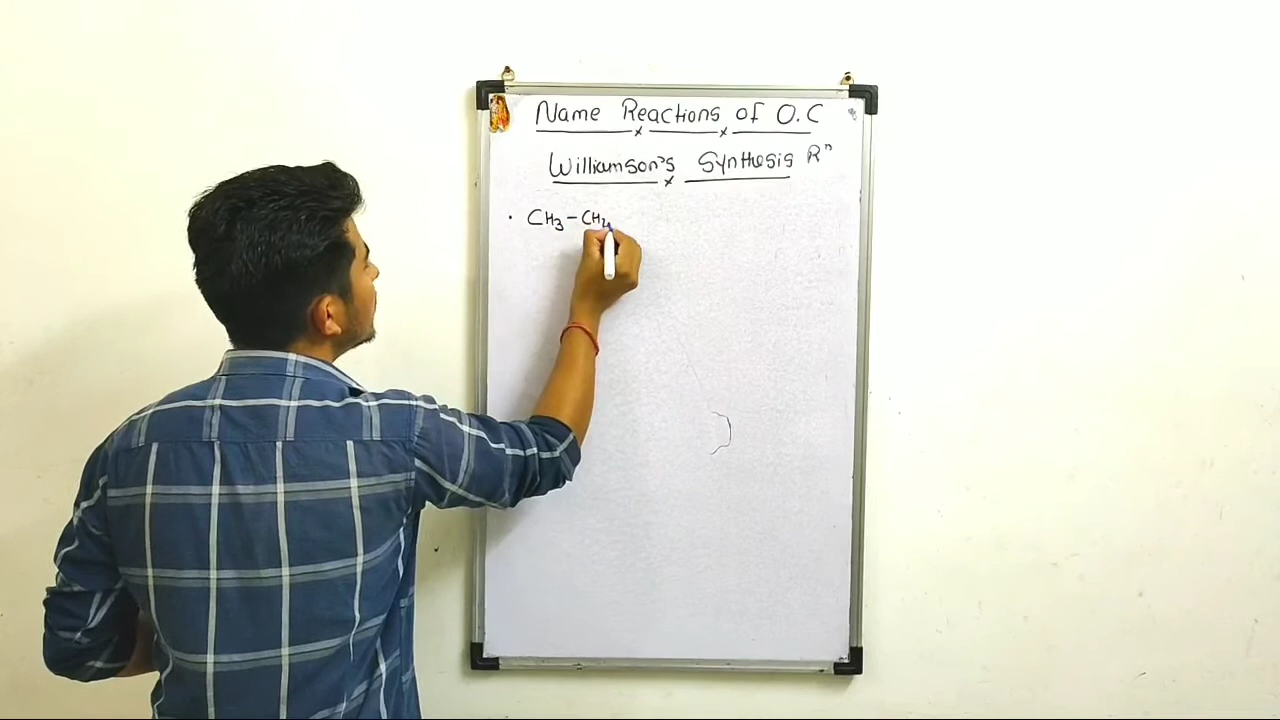 Name Reactions of O.C
Williamson's Synthesis Rⁿ
• CH₃-CH₂